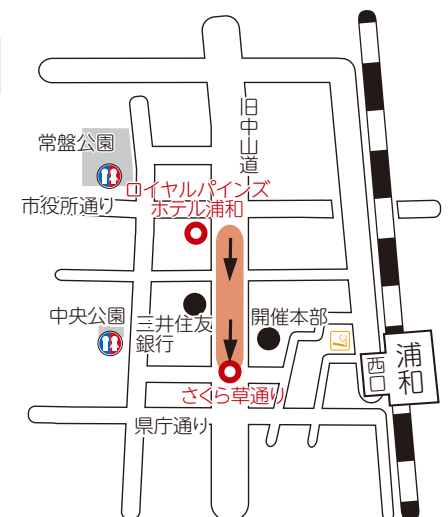 旧中山道
常盤公園
ロイヤルパインズ
ホテル浦和
市役所通り
中央公園
三井住友
銀行
開催本部
浦和
西口
さくら草通り
県庁通り